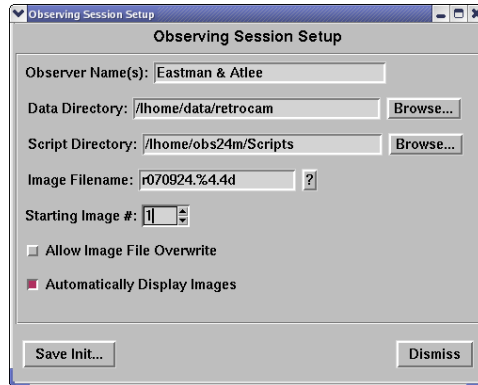 Observing Session Setup
Observing Session Setup
Observer Name(s): Eastman & Atlee
Data Directory: /lhome/data/retrocam Browse...
Script Directory: /lhome/obs24m/Scripts Browse...
Image Filename: r070924.%4.4d ?
Starting Image #: 1
Allow Image File Overwrite
Automatically Display Images
Save Init... Dismiss